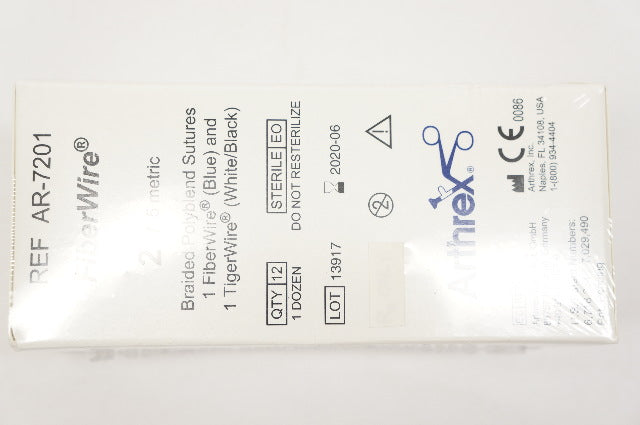 REF AR-7201
FiberWire®
2 metric
Braided Polyblend Sutures
1 FiberWire® (Blue) and
1 TigerWire® (White/Black)
QTY 12
1 DOZEN
STERILE EO
DO NOT RESTERILIZE
LOT 13917
2020-06
2
Arthrex®
CE 0086
Arthrex, Inc.
Naples, FL 34108, USA
1-(800) 934-4404